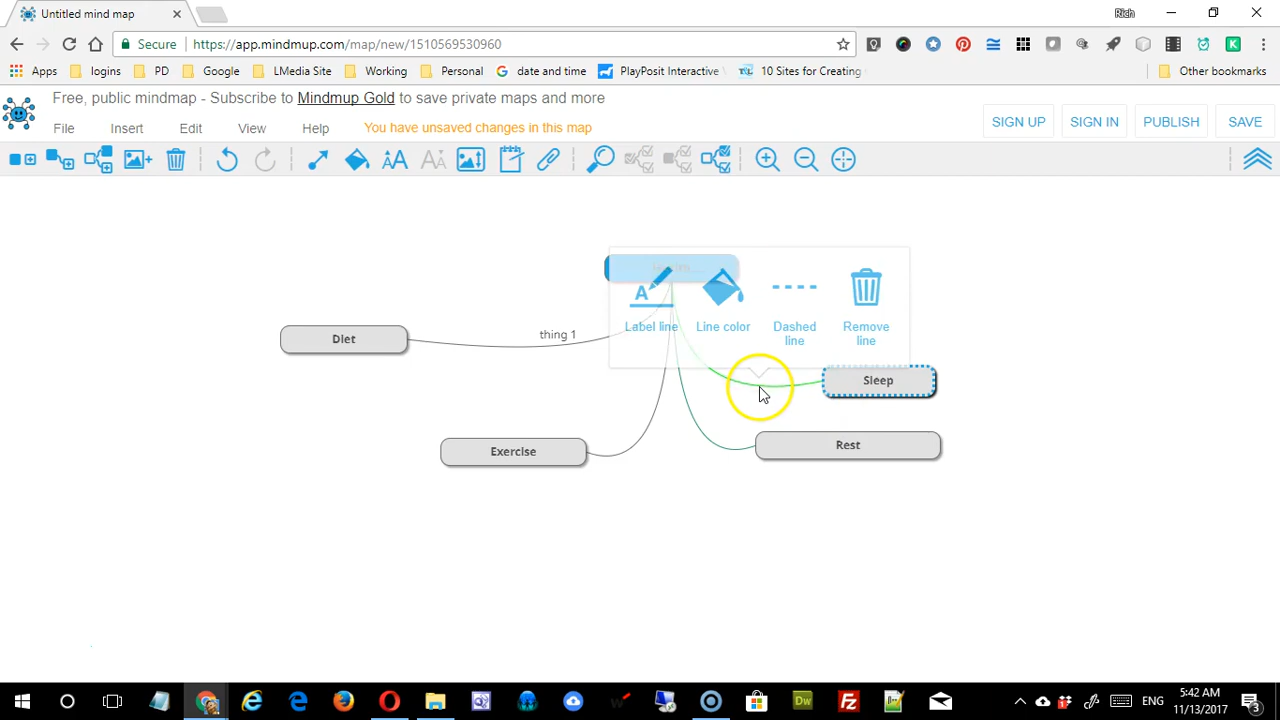 Untitled mind map
Rich
Secure
https://app.mindmup.com/map/new/1510569530960
Apps
logins
PD
Google
LMedia Site
Working
Personal
date and time
PlayPosit Interactive
10 Sites for Creating
Other bookmarks
Free, public mindmap - Subscribe to Mindmup Gold to save private maps and more
File
Insert
Edit
View
Help
You have unsaved changes in this map
SIGN UP
SIGN IN
PUBLISH
SAVE
Label line
Line color
Dashed line
Remove line
Diet
thing 1
Sleep
Rest
Exercise
ENG
5:42 AM
11/13/2017